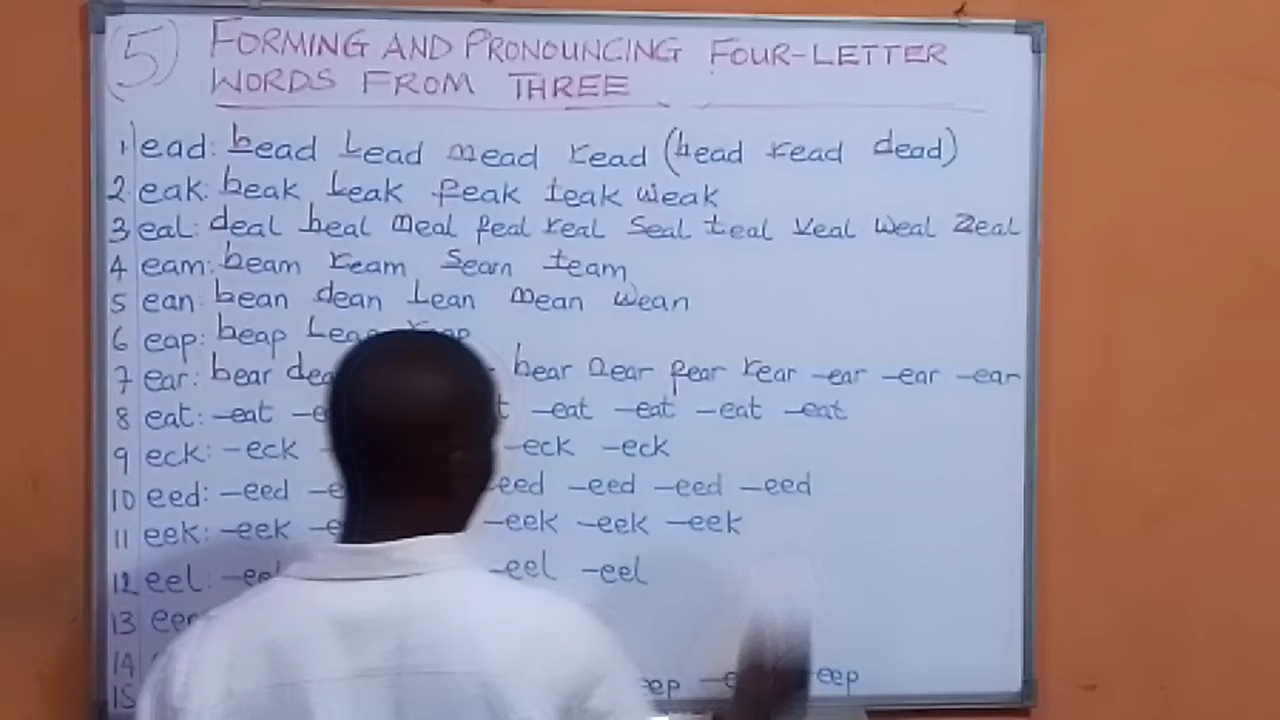 5 FORMING AND PRONOUNCING FOUR-LETTER
WORDS FROM THREE
1 ead: bead Lead mead read (head read dead)
2 eak: beak Leak peak teak weak
3 eal: deal heal meal peal real Seal teal Veal weal Zeal
4 eam: beam ream Seam team
5 ean: bean dean Lean mean wean
6 eap: heap
7 ear: bear near pear rear -ear -ear -ear
8 eat: -eat -eat -eat -eat -eat
9 eck: -eck -eck -eck
10 eed: -eed eed -eed -eed -eed
11 eek: -eek -eek -eek -eek
12 eel: -eel -eel
13
14
15 eep eep